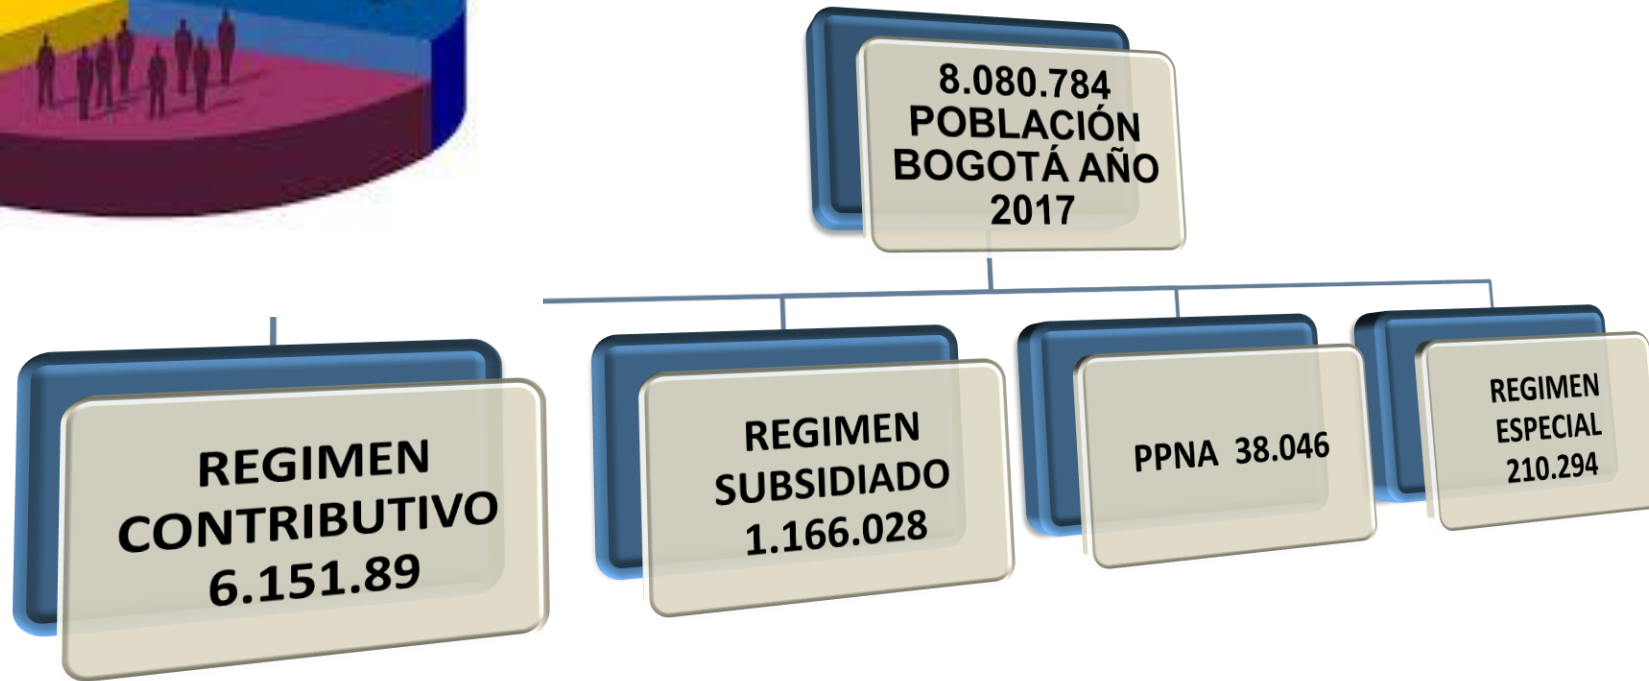 8.080.784
POBLACIÓN
BOGOTÁ AÑO
2017
REGIMEN
CONTRIBUTIVO
6.151.89
REGIMEN
SUBSIDIADO
1.166.028
PPNA 38.046
REGIMEN
ESPECIAL
210.294